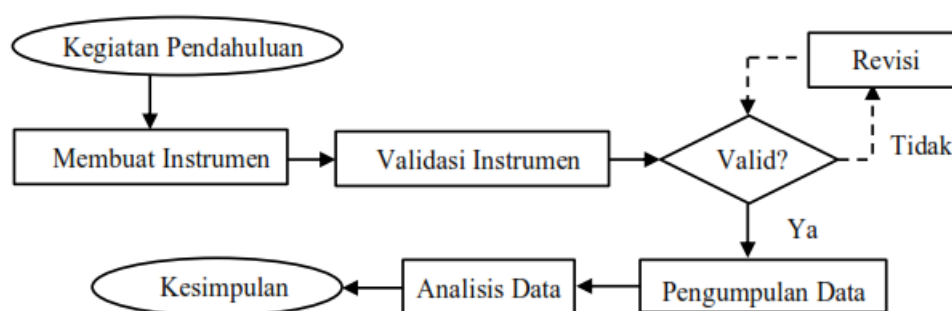 Kegiatan Pendahuluan
Revisi
Membuat Instrumen
Validasi Instrumen
Valid?
Tidak
Ya
Kesimpulan
Analisis Data
Pengumpulan Data